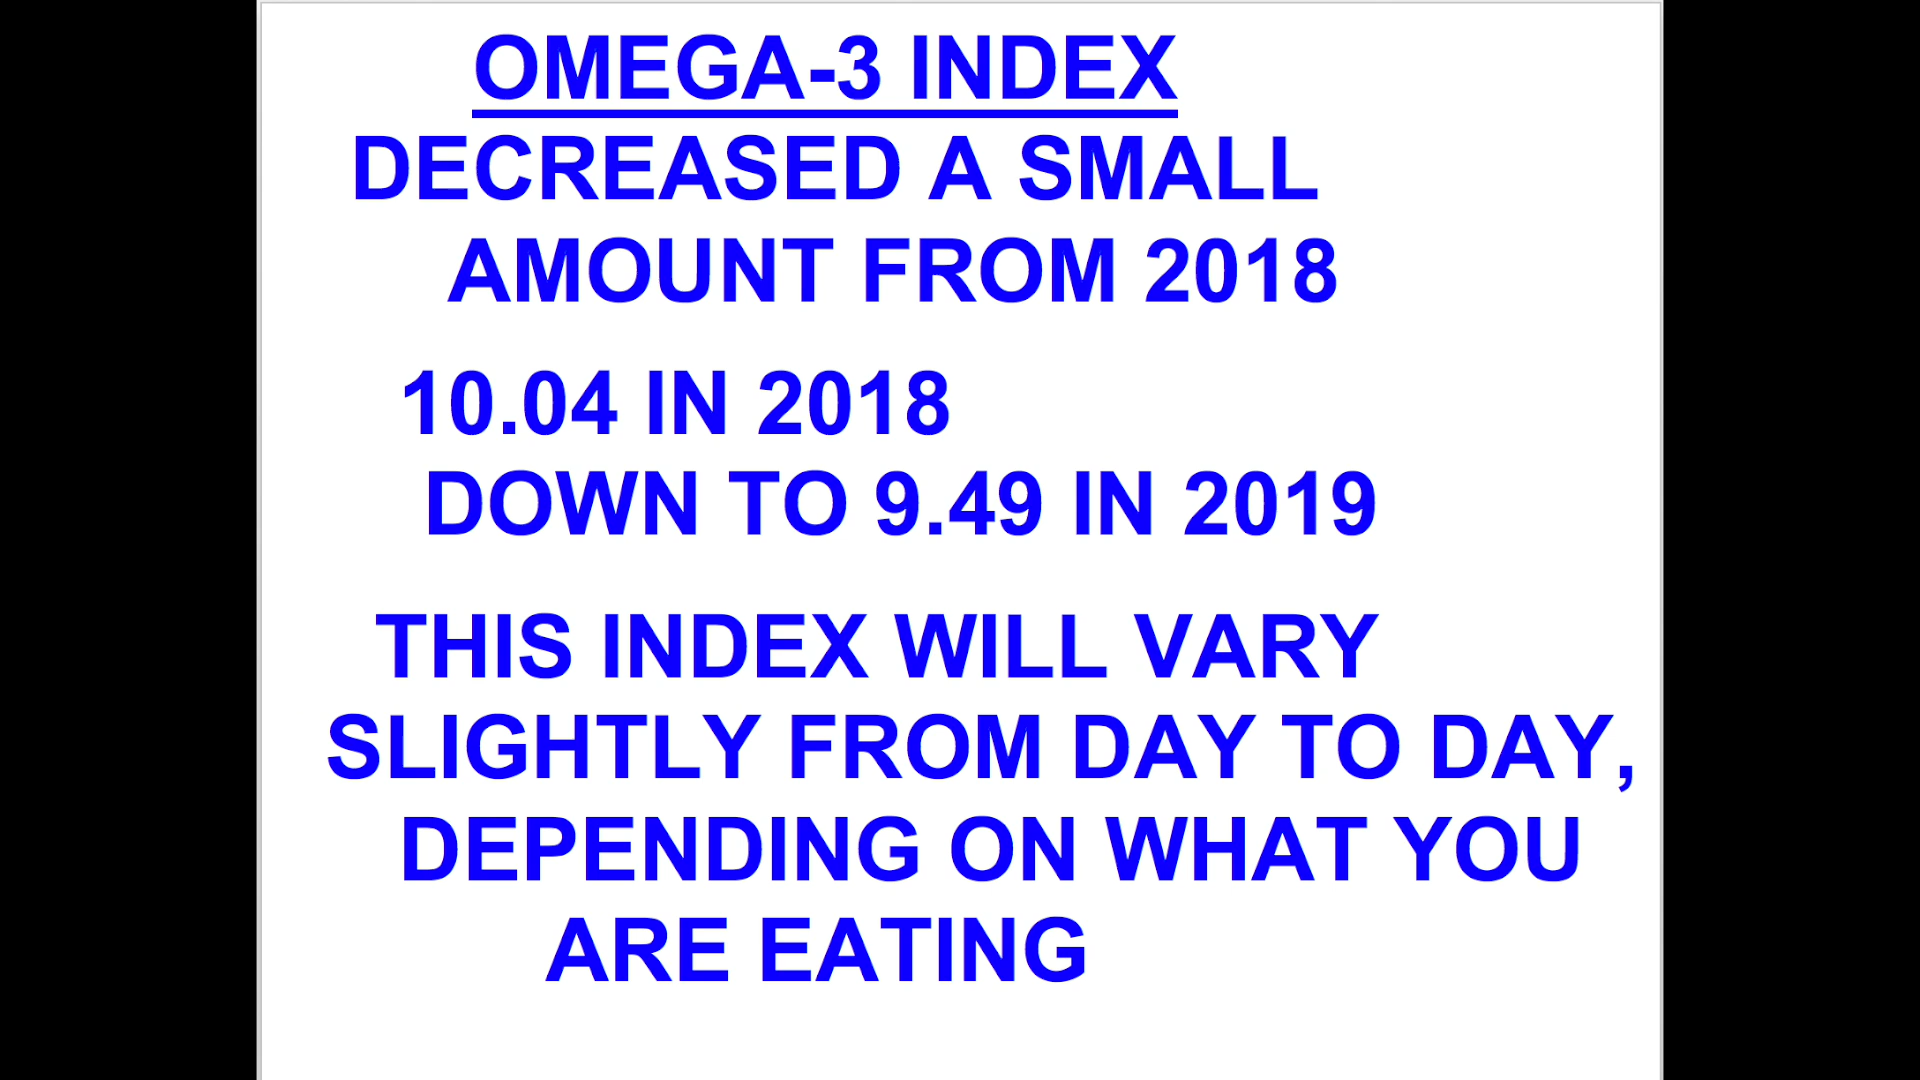 OMEGA-3 INDEX
DECREASED A SMALL
AMOUNT FROM 2018
10.04 IN 2018
DOWN TO 9.49 IN 2019
THIS INDEX WILL VARY
SLIGHTLY FROM DAY TO DAY,
DEPENDING ON WHAT YOU
ARE EATING